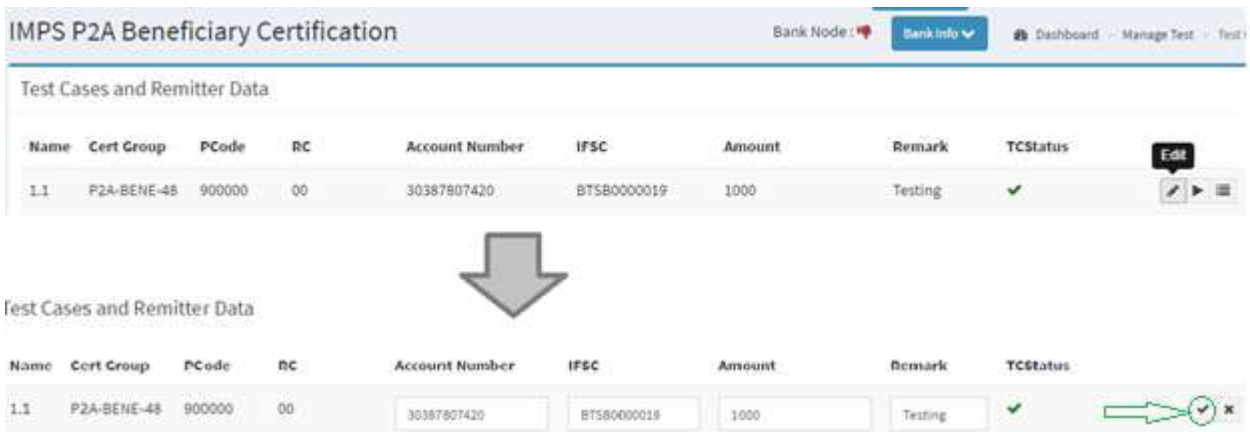 IMPS P2A Beneficiary Certification Bank Node : Bank Info Dashboard - Manage Test - Test
Test Cases and Remitter Data
Name Cert Group PCode RC Account Number IFSC Amount Remark TCStatus
Edit
1.1 P2A-BENE-48 900000 00 30387807420 BTSB0000019 1000 Testing
Test Cases and Remitter Data
Name Cert Group PCode RC Account Number IFSC Amount Remark TCStatus
1.1 P2A-BENE-48 900000 00 30387807420 BTSB0000019 1000 Testing